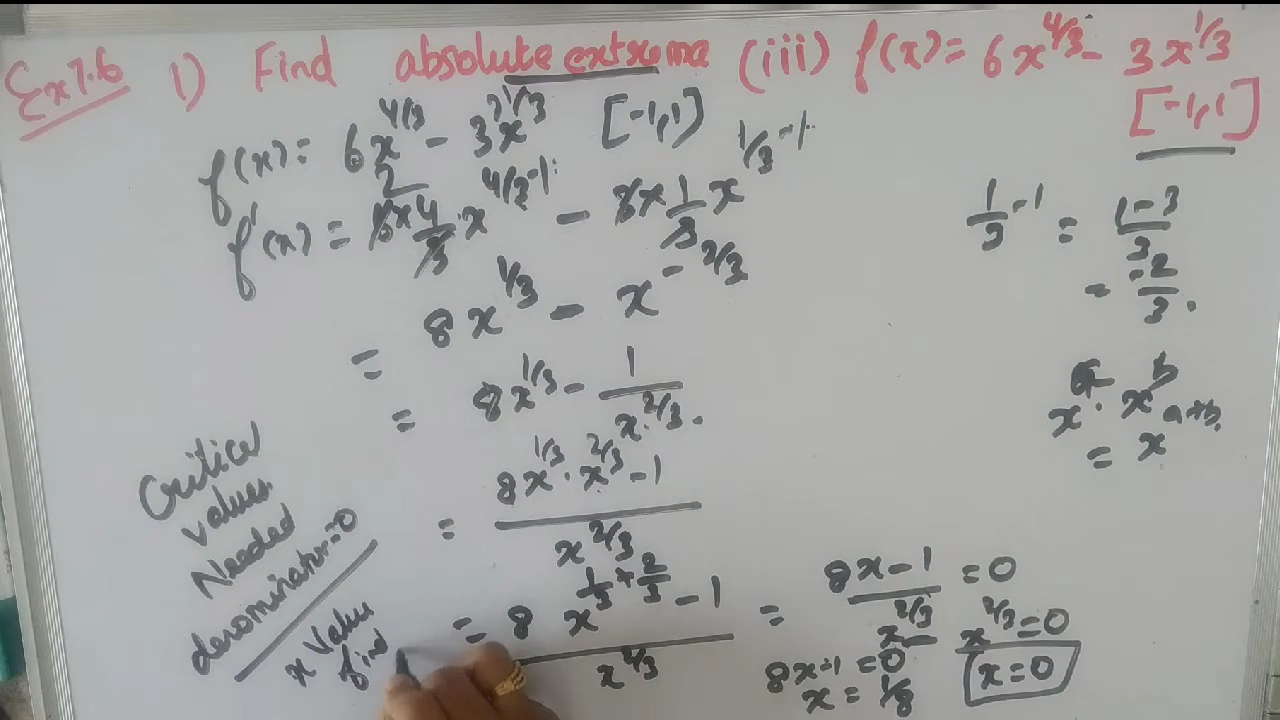 Ex 7.6 1) Find absolute extrema (iii) f(x) = 6x^{4/3} - 3x^{1/3}
[-1,1]
f(x) = 6x^{4/3} - 3x^{1/3} [-1,1]
f'(x) = 6 × 4/3 · x^{4/3-1} - 3 × 1/3 x^{1/3-1}
2
= 8x^{1/3} - x^{-2/3}
= 8x^{1/3} - 1/x^{2/3}.
= (8x^{1/3} · x^{2/3} - 1)/x^{2/3}
= (8 x^{1/3+2/3} - 1)/x^{2/3} = (8x-1)/x^{2/3} = 0
8x-1 = 0
x = 1/8
x^{2/3} = 0
x = 0
1/3 - 1 = (1-3)/3
= -2/3.
x^a · x^b
= x^{a+b}.
Critical
values
Needed
denominator = 0
x value
find